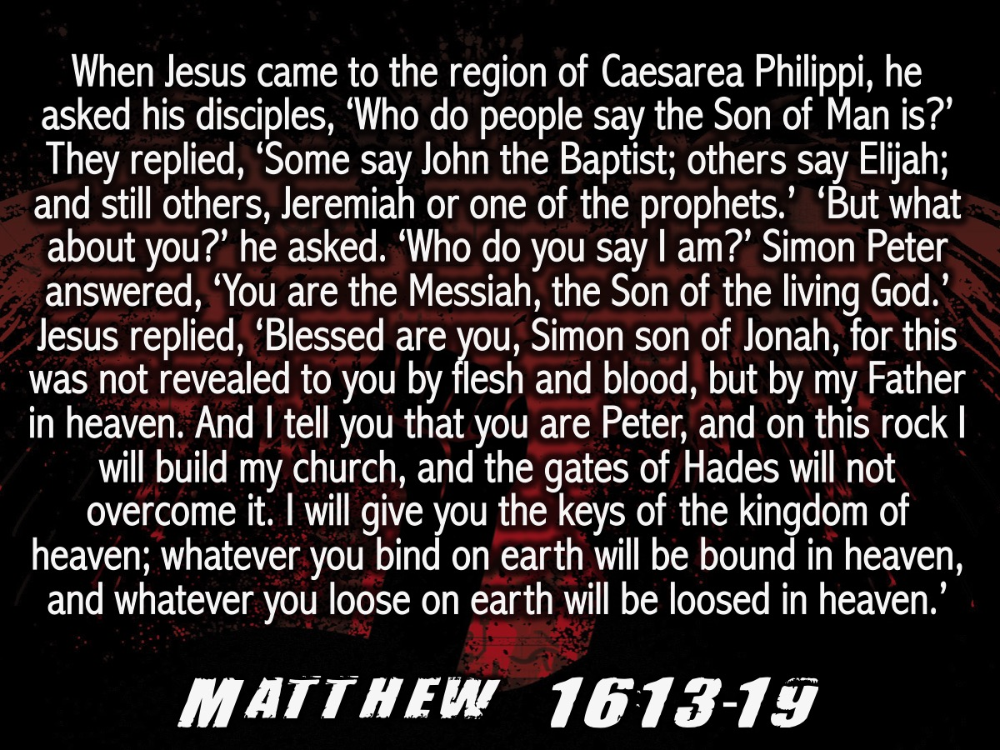 When Jesus came to the region of Caesarea Philippi, he
asked his disciples, ‘Who do people say the Son of Man is?’
They replied, ‘Some say John the Baptist; others say Elijah;
and still others, Jeremiah or one of the prophets.’  ‘But what
about you?’ he asked. ‘Who do you say I am?’ Simon Peter
answered, ‘You are the Messiah, the Son of the living God.’
Jesus replied, ‘Blessed are you, Simon son of Jonah, for this
was not revealed to you by flesh and blood, but by my Father
in heaven. And I tell you that you are Peter, and on this rock I
will build my church, and the gates of Hades will not
overcome it. I will give you the keys of the kingdom of
heaven; whatever you bind on earth will be bound in heaven,
and whatever you loose on earth will be loosed in heaven.’
MATTHEW 1613-19